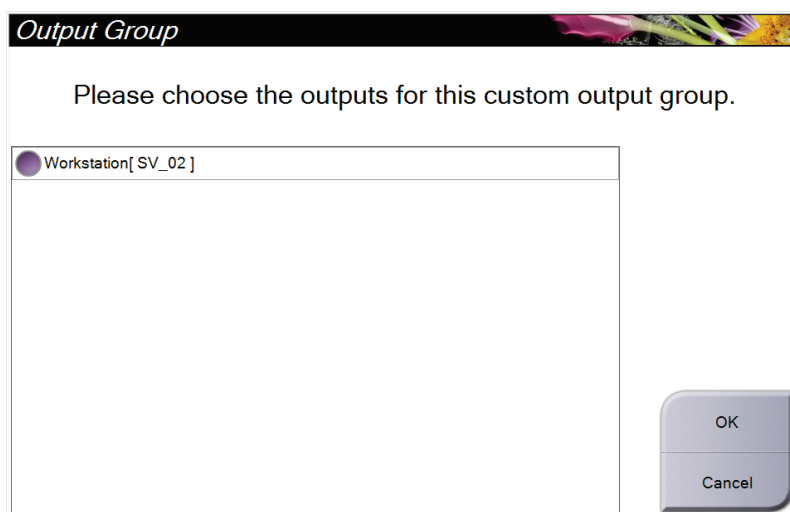 Output Group
Please choose the outputs for this custom output group.
Workstation[ SV_02 ]
OK
Cancel